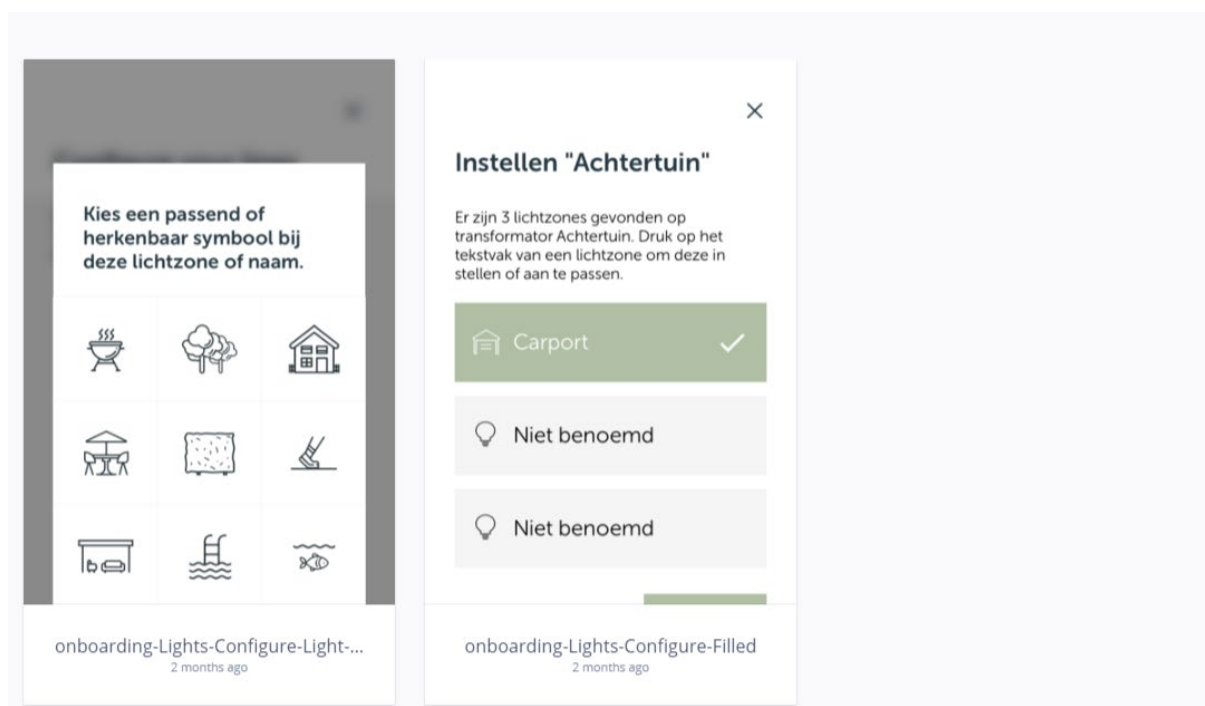 Kies een passend of
herkenbaar symbool bij
deze lichtzone of naam.
onboarding-Lights-Configure-Light-...
2 months ago
Instellen "Achtertuin"
Er zijn 3 lichtzones gevonden op
transformator Achtertuin. Druk op het
tekstvak van een lichtzone om deze in
stellen of aan te passen.
Carport
Niet benoemd
Niet benoemd
onboarding-Lights-Configure-Filled
2 months ago